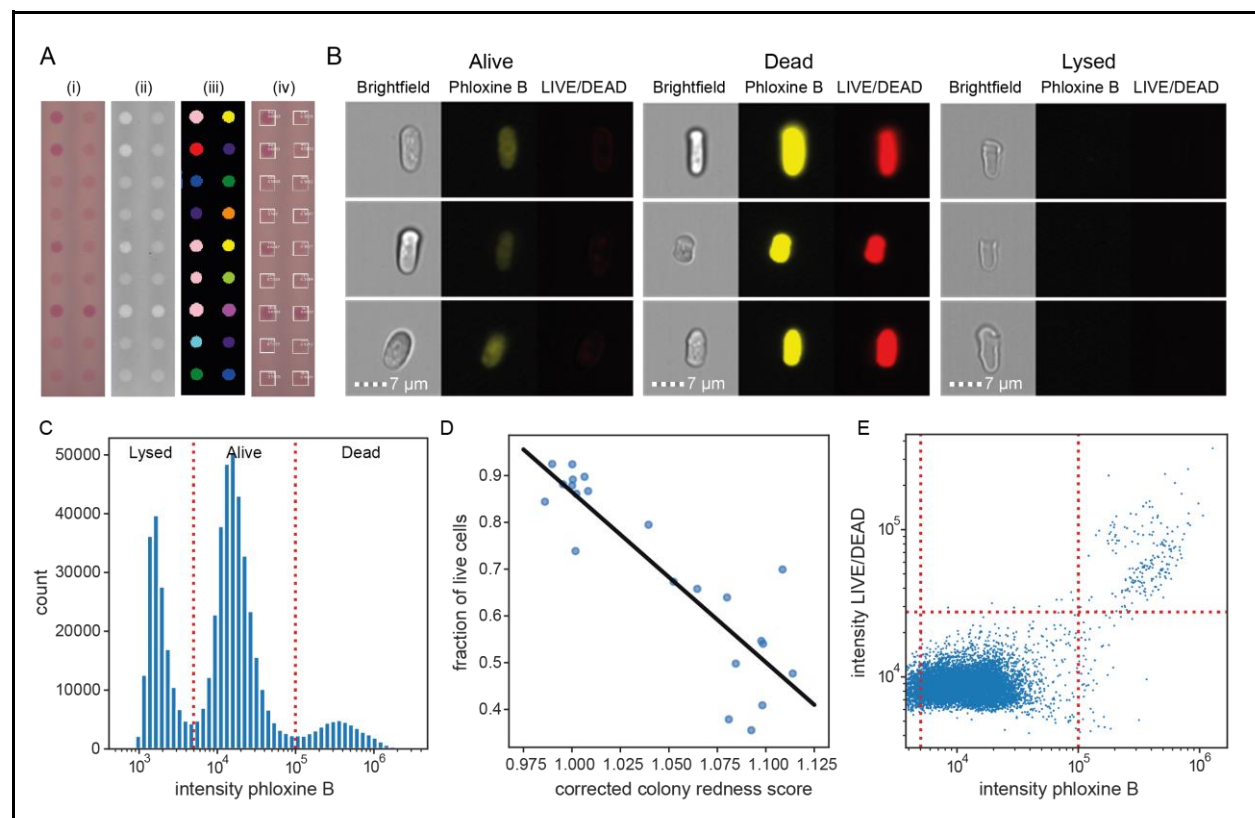 A
(i) (ii) (iii) (iv)
B
Alive Dead Lysed
Brightfield Phloxine B LIVE/DEAD Brightfield Phloxine B LIVE/DEAD Brightfield Phloxine B LIVE/DEAD
7 µm 7 µm 7 µm
C
Lysed Alive Dead
50000
40000
30000
20000
10000
0
count
10³ 10⁴ 10⁵ 10⁶
intensity phloxine B
D
0.9
0.8
0.7
0.6
0.5
0.4
fraction of live cells
0.975 1.000 1.025 1.050 1.075 1.100 1.125
corrected colony redness score
E
10⁵
10⁴
intensity LIVE/DEAD
10⁴ 10⁵ 10⁶
intensity phloxine B